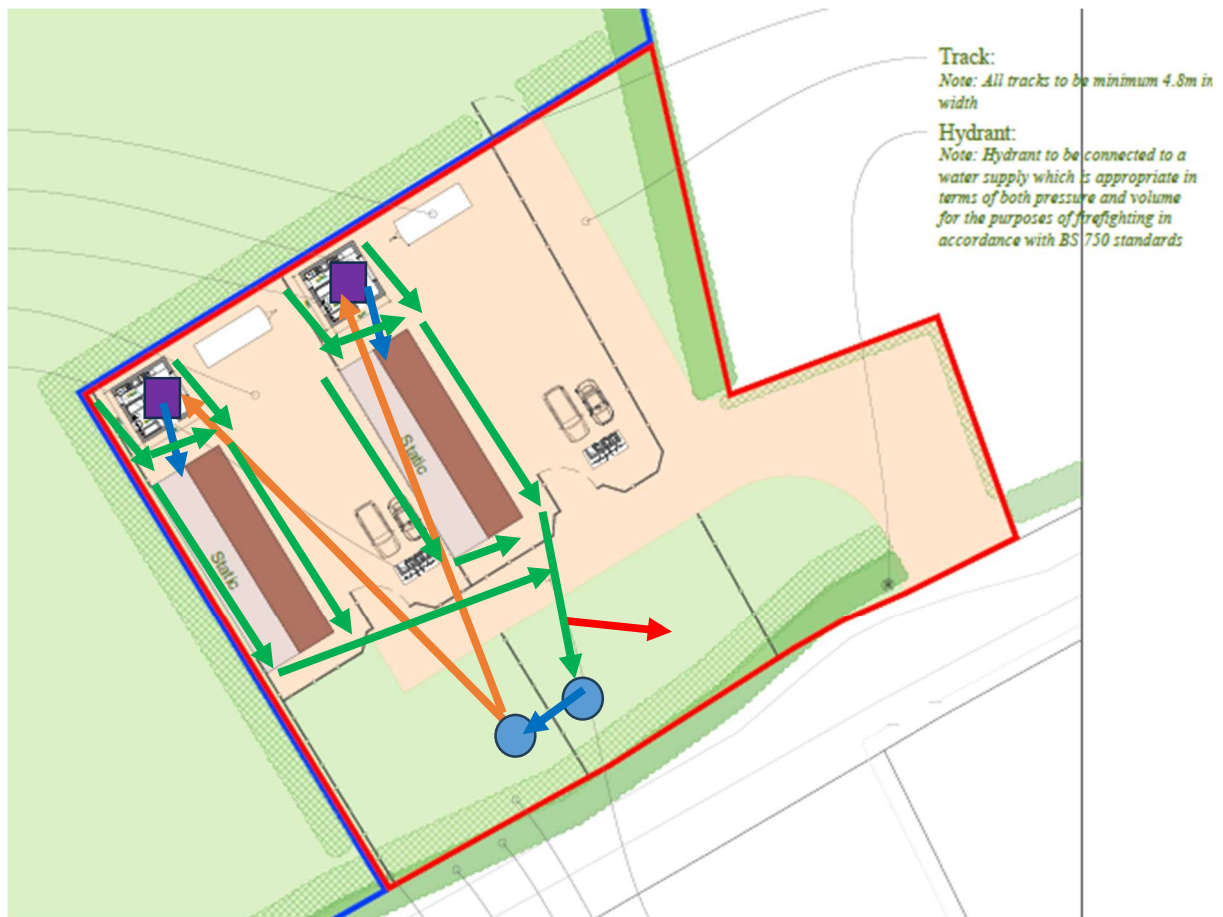 Track:
Note: All tracks to be minimum 4.8m in
width
Hydrant:
Note: Hydrant to be connected to a
water supply which is appropriate in
terms of both pressure and volume
for the purposes of firefighting in
accordance with BS 750 standards
Static
Static